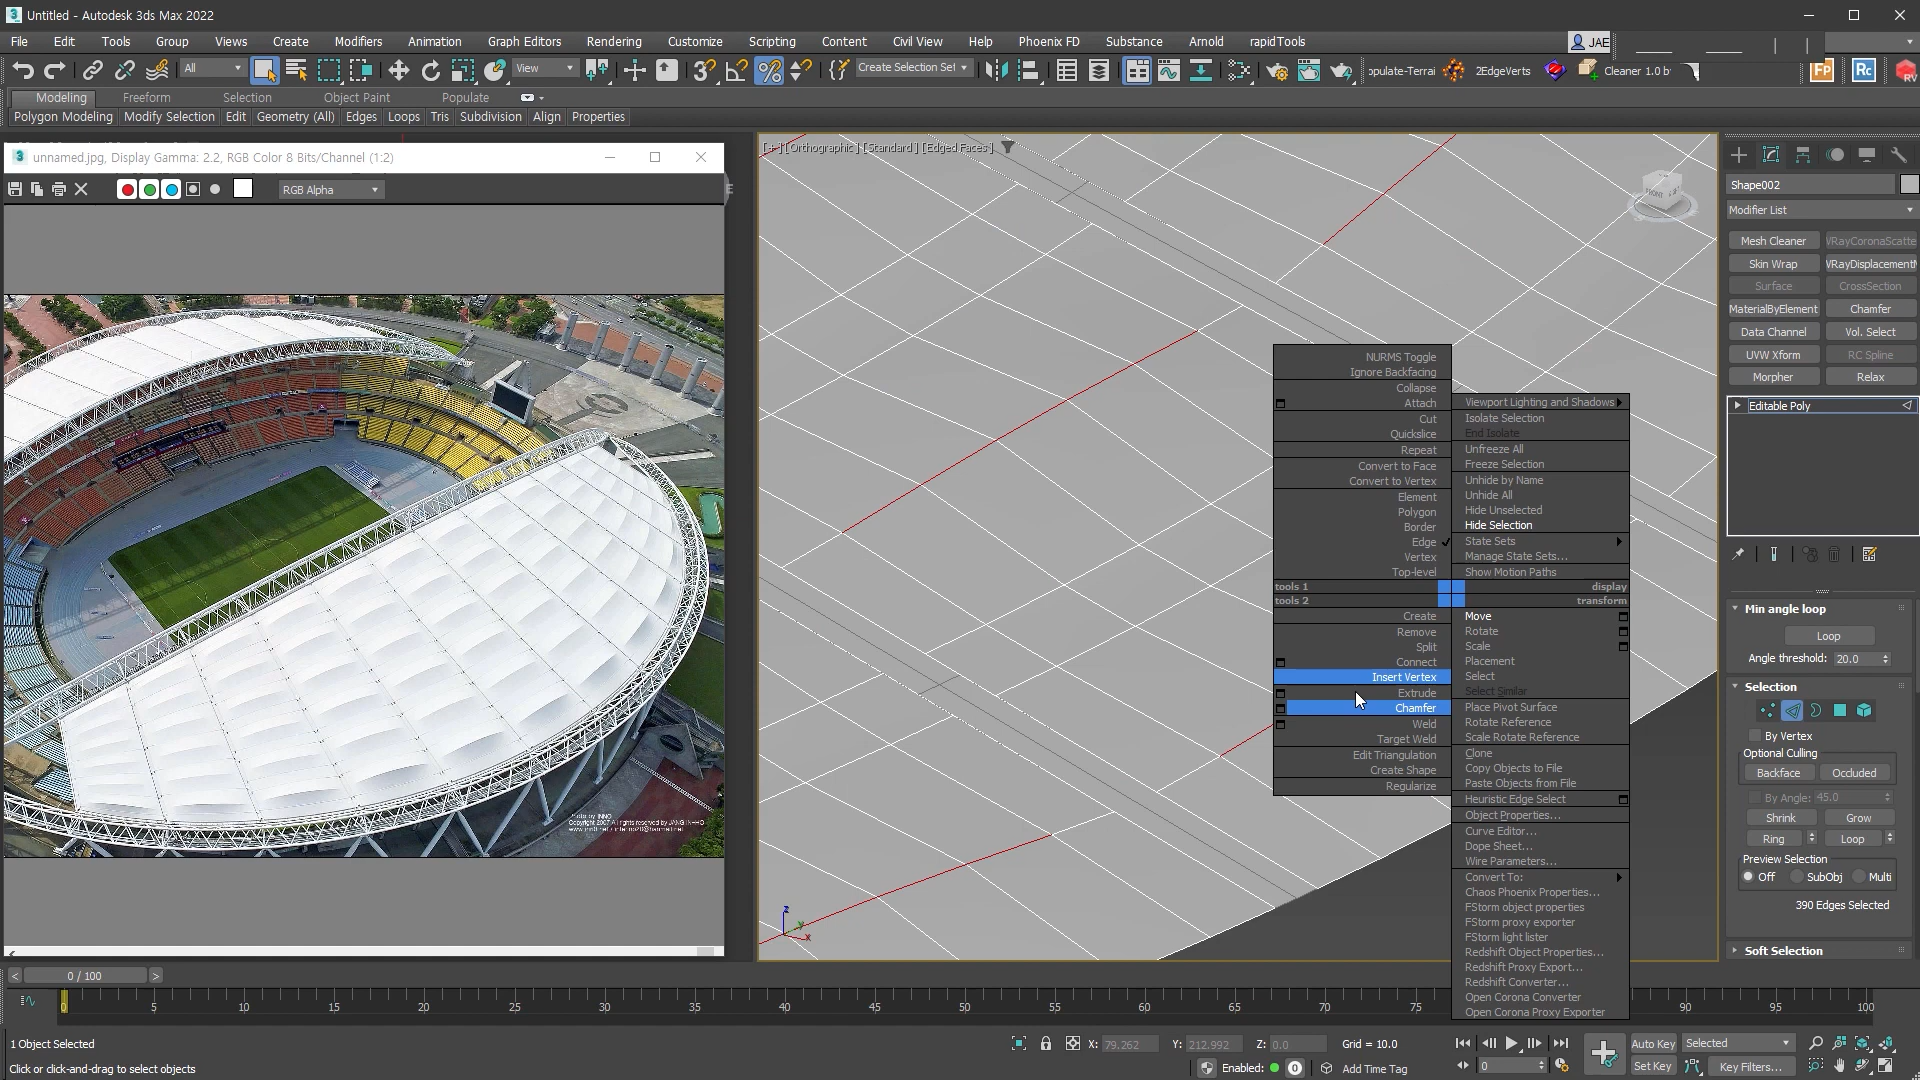 Untitled - Autodesk 3ds Max 2022
File Edit Tools Group Views Create Modifiers Animation Graph Editors Rendering Customize Scripting Content Civil View Help Phoenix FD Substance Arnold rapidTools JAE
All View Create Selection Set opulate-Terrai 2EdgeVerts Cleaner 1.0 b Fp Rc RV
Modeling Freeform Selection Object Paint Populate
Polygon Modeling Modify Selection Edit Geometry (All) Edges Loops Tris Subdivision Align Properties
unnamed.jpg, Display Gamma: 2.2, RGB Color 8 Bits/Channel (1:2)
RGB Alpha
[+] [Orthographic ] [Standard ] [Edged Faces ]
FRONT
NURMS Toggle
Ignore Backfacing
Collapse
Attach
Cut
Quickslice
Repeat
Convert to Face
Convert to Vertex
Element
Polygon
Border
Edge
Vertex
Top-level
tools 1
tools 2
Create
Remove
Split
Connect
Insert Vertex
Extrude
Chamfer
Weld
Target Weld
Edit Triangulation
Create Shape
Regularize
Viewport Lighting and Shadows
Isolate Selection
End Isolate
Unfreeze All
Freeze Selection
Unhide by Name
Unhide All
Hide Unselected
Hide Selection
State Sets
Manage State Sets...
Show Motion Paths
display
transform
Move
Rotate
Scale
Placement
Select
Select Similar
Place Pivot Surface
Rotate Reference
Scale Rotate Reference
Clone
Copy Objects to File
Paste Objects from File
Heuristic Edge Select
Object Properties...
Curve Editor...
Dope Sheet...
Wire Parameters...
Convert To:
Chaos Phoenix Properties...
FStorm object properties
FStorm proxy exporter
FStorm light lister
Redshift Object Properties...
Redshift Proxy Export...
Redshift Converter...
Open Corona Converter
Open Corona Proxy Exporter
Shape002
Modifier List
Mesh Cleaner VRayCoronaScatte
Skin Wrap VRayDisplacementM
Surface CrossSection
MaterialByElement Chamfer
Data Channel Vol. Select
UVW Xform RC Spline
Morpher Relax
Editable Poly
Min angle loop
Loop
Angle threshold: 20.0
Selection
By Vertex
Optional Culling
Backface Occluded
By Angle: 45.0
Shrink Grow
Ring Loop
Preview Selection
Off SubObj Multi
390 Edges Selected
Soft Selection
z
y
x
< 0 / 100 >
0 5 10 15 20 25 30 35 40 45 50 55 60 65 70 75 90 95 100
1 Object Selected
X: 79.262 Y: 212.992 Z: 0.0 Grid = 10.0
Auto Key Selected
Click or click-and-drag to select objects
Enabled: 0 Add Time Tag
0
Set Key Key Filters...